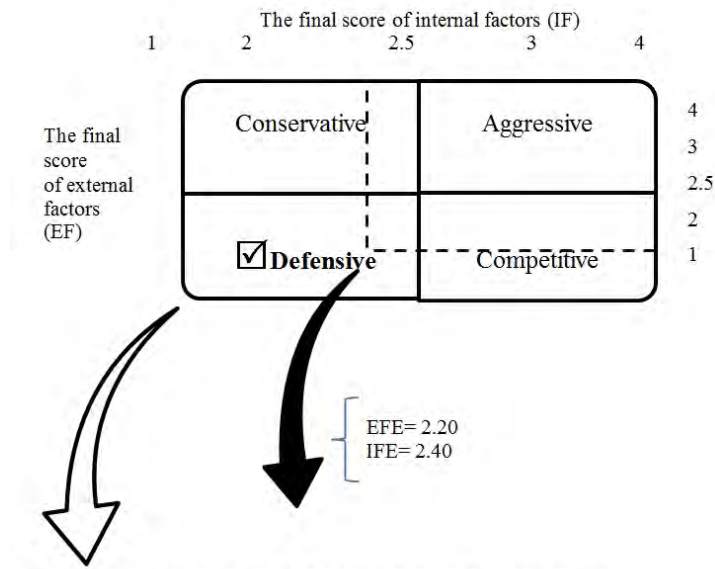 The final score of internal factors (IF)
1 2 2.5 3 4
The final
score
of external
factors
(EF)
Conservative Aggressive
4
3
2.5
2
1
Defensive Competitive
EFE= 2.20
IFE= 2.40